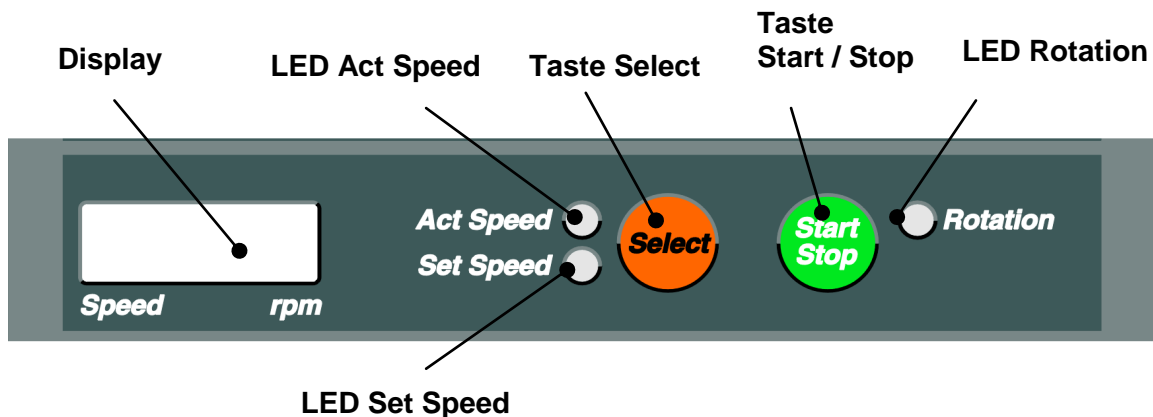 Display
LED Act Speed
Taste Select
Taste
Start / Stop
LED Rotation
Act Speed
Set Speed
Select
Start
Stop
Rotation
Speed
rpm
LED Set Speed